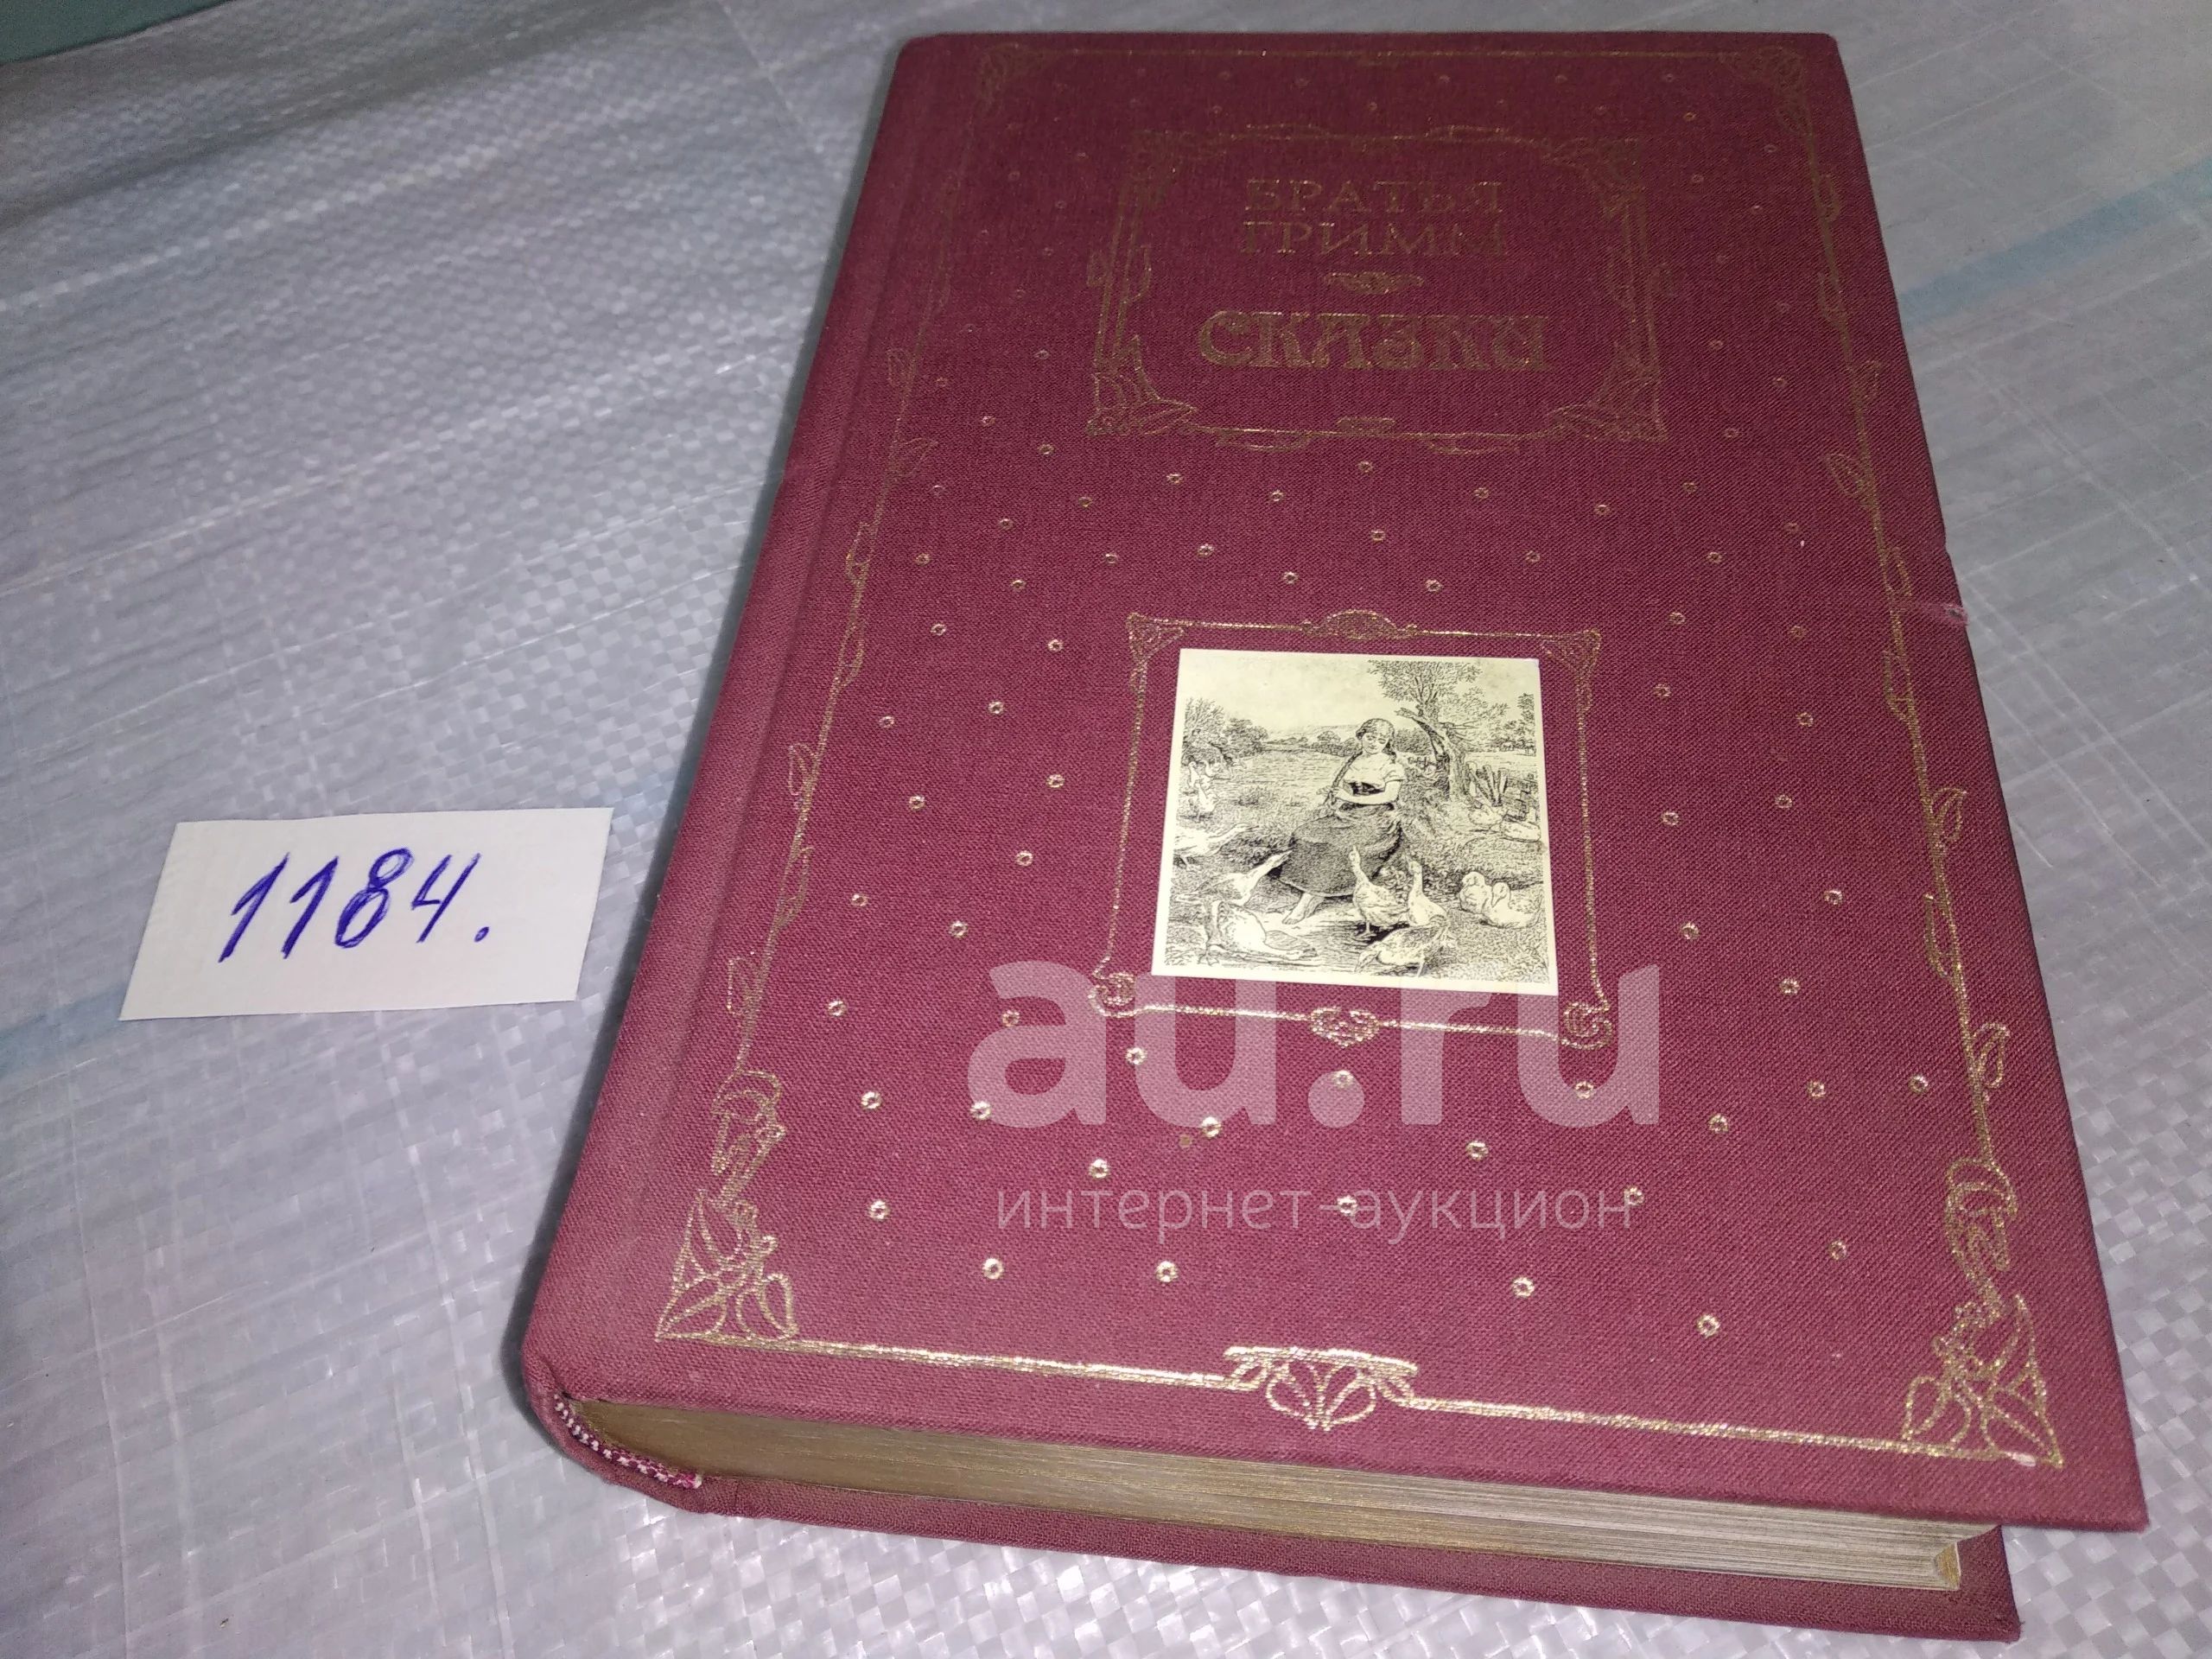 БРАТЬЯ
ГРИММ
СКАЗКИ
1184.
au.ru
интернет-аукцион